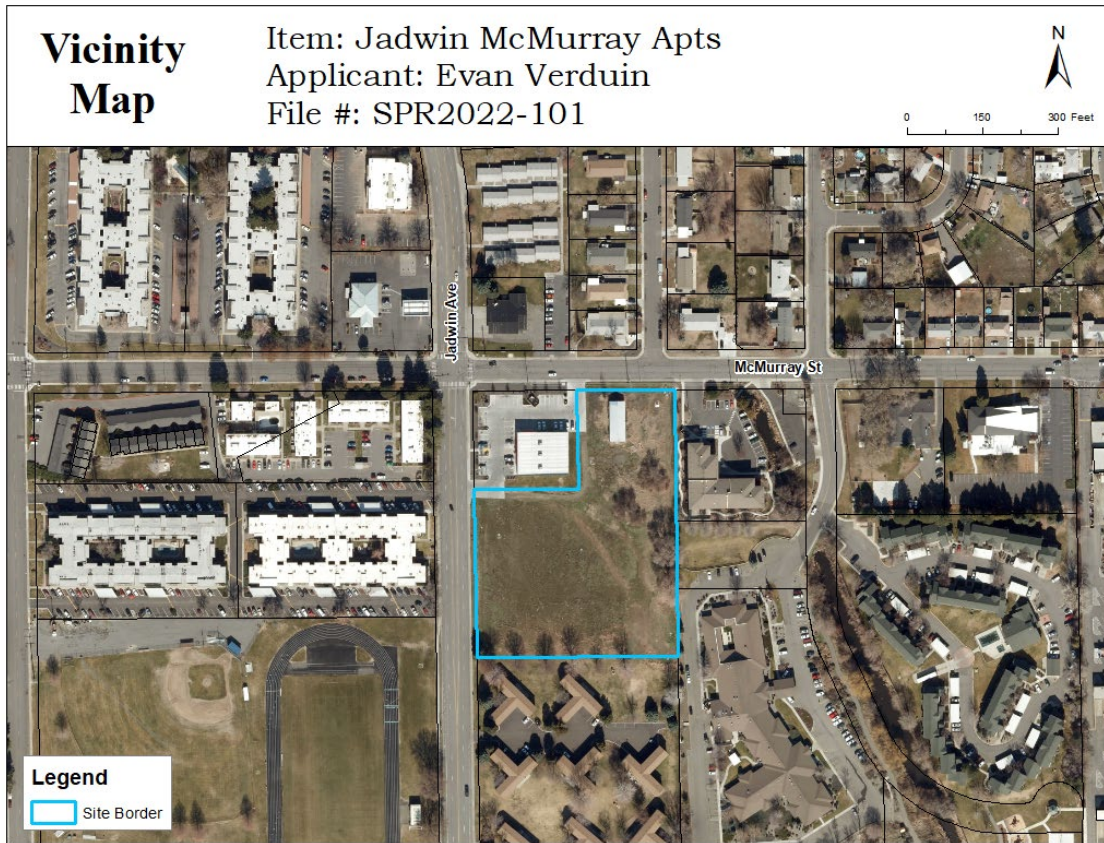 Vicinity
Map
Item: Jadwin McMurray Apts
Applicant: Evan Verduin
File #: SPR2022-101
N
0 150 300 Feet
Jadwin Ave
McMurray St
Legend
Site Border